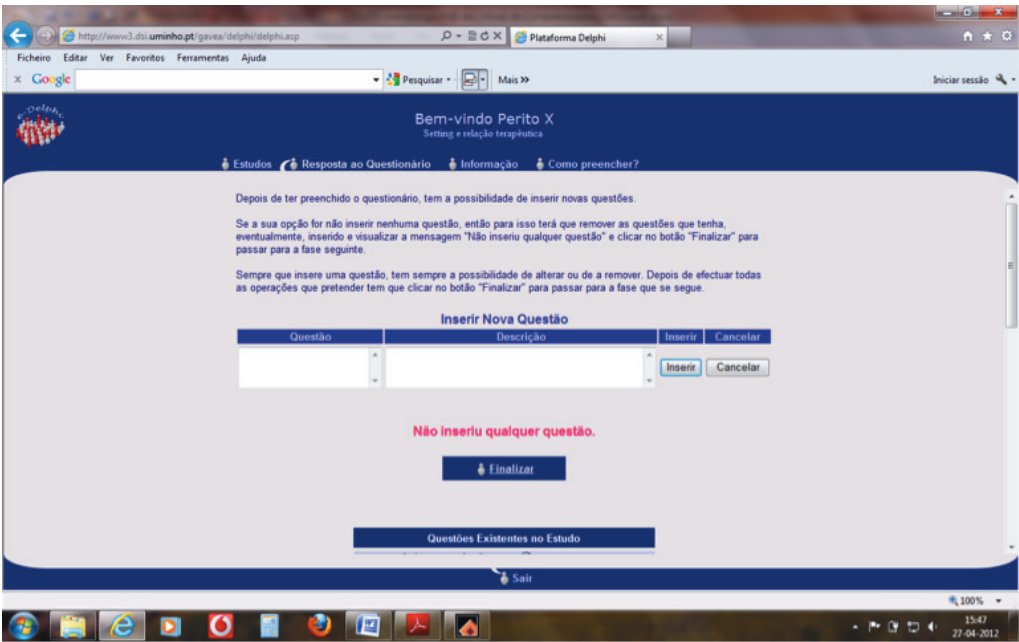 http://www3.dsi.uminho.pt/gavea/delphi/delphi.asp
Plataforma Delphi
Ficheiro Editar Ver Favoritos Ferramentas Ajuda
x Google Pesquisar Mais >> Iniciar sessão
e-Delphi
Bem-vindo Perito X
Setting e relação terapêutica
Estudos Resposta ao Questionário Informação Como preencher?
Depois de ter preenchido o questionário, tem a possibilidade de inserir novas questões.
Se a sua opção for não inserir nenhuma questão, então para isso terá que remover as questões que tenha,
eventualmente, inserido e visualizar a mensagem "Não inseriu qualquer questão" e clicar no botão "Finalizar" para
passar para a fase seguinte.
Sempre que insere uma questão, tem sempre a possibilidade de alterar ou de a remover. Depois de efectuar todas
as operações que pretender tem que clicar no botão "Finalizar" para passar para a fase que se segue.
Inserir Nova Questão
Questão Descrição Inserir Cancelar
Inserir Cancelar
Não inseriu qualquer questão.
Finalizar
Questões Existentes no Estudo
Sair
100%
15:47
27-04-2012